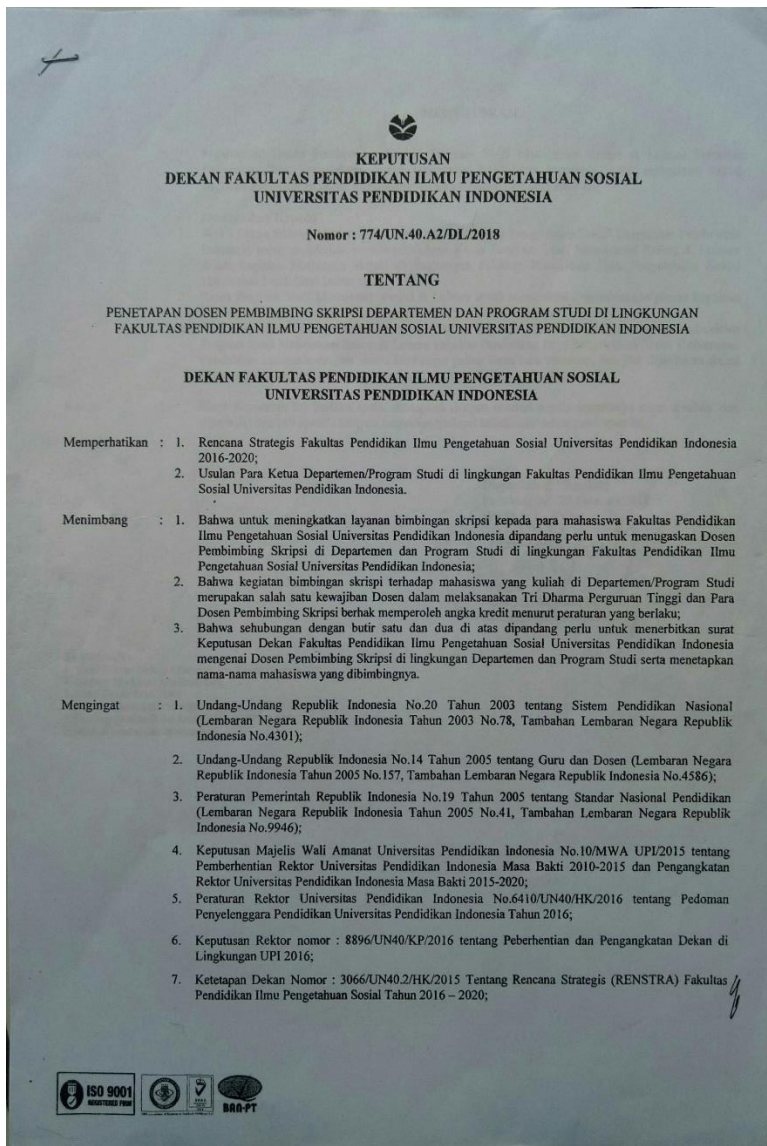 KEPUTUSAN
DEKAN FAKULTAS PENDIDIKAN ILMU PENGETAHUAN SOSIAL
UNIVERSITAS PENDIDIKAN INDONESIA
Nomor : 774/UN.40.A2/DL/2018
TENTANG
PENETAPAN DOSEN PEMBIMBING SKRIPSI DEPARTEMEN DAN PROGRAM STUDI DI LINGKUNGAN
FAKULTAS PENDIDIKAN ILMU PENGETAHUAN SOSIAL UNIVERSITAS PENDIDIKAN INDONESIA
DEKAN FAKULTAS PENDIDIKAN ILMU PENGETAHUAN SOSIAL
UNIVERSITAS PENDIDIKAN INDONESIA
Memperhatikan : 1. Rencana Strategis Fakultas Pendidikan Ilmu Pengetahuan Sosial Universitas Pendidikan Indonesia
2016-2020;
2. Usulan Para Ketua Departemen/Program Studi di lingkungan Fakultas Pendidikan Ilmu Pengetahuan
Sosial Universitas Pendidikan Indonesia.
Menimbang : 1. Bahwa untuk meningkatkan layanan bimbingan skripsi kepada para mahasiswa Fakultas Pendidikan
Ilmu Pengetahuan Sosial Universitas Pendidikan Indonesia dipandang perlu untuk menugaskan Dosen
Pembimbing Skripsi di Departemen dan Program Studi di lingkungan Fakultas Pendidikan Ilmu
Pengetahuan Sosial Universitas Pendidikan Indonesia;
2. Bahwa kegiatan bimbingan skrispi terhadap mahasiswa yang kuliah di Departemen/Program Studi
merupakan salah satu kewajiban Dosen dalam melaksanakan Tri Dharma Perguruan Tinggi dan Para
Dosen Pembimbing Skripsi berhak memperoleh angka kredit menurut peraturan yang berlaku;
3. Bahwa sehubungan dengan butir satu dan dua di atas dipandang perlu untuk menerbitkan surat
Keputusan Dekan Fakultas Pendidikan Ilmu Pengetahuan Sosial Universitas Pendidikan Indonesia
mengenai Dosen Pembimbing Skripsi di lingkungan Departemen dan Program Studi serta menetapkan
nama-nama mahasiswa yang dibimbingnya.
Mengingat : 1. Undang-Undang Republik Indonesia No.20 Tahun 2003 tentang Sistem Pendidikan Nasional
(Lembaran Negara Republik Indonesia Tahun 2003 No.78, Tambahan Lembaran Negara Republik
Indonesia No.4301);
2. Undang-Undang Republik Indonesia No.14 Tahun 2005 tentang Guru dan Dosen (Lembaran Negara
Republik Indonesia Tahun 2005 No.157, Tambahan Lembaran Negara Republik Indonesia No.4586);
3. Peraturan Pemerintah Republik Indonesia No.19 Tahun 2005 tentang Standar Nasional Pendidikan
(Lembaran Negara Republik Indonesia Tahun 2005 No.41, Tambahan Lembaran Negara Republik
Indonesia No.9946);
4. Keputusan Majelis Wali Amanat Universitas Pendidikan Indonesia No.10/MWA UPI/2015 tentang
Pemberhentian Rektor Universitas Pendidikan Indonesia Masa Bakti 2010-2015 dan Pengangkatan
Rektor Universitas Pendidikan Indonesia Masa Bakti 2015-2020;
5. Peraturan Rektor Universitas Pendidikan Indonesia No.6410/UN40/HK/2016 tentang Pedoman
Penyelenggara Pendidikan Universitas Pendidikan Indonesia Tahun 2016;
6. Keputusan Rektor nomor : 8896/UN40/KP/2016 tentang Peberhentian dan Pengangkatan Dekan di
Lingkungan UPI 2016;
7. Ketetapan Dekan Nomor : 3066/UN40.2/HK/2015 Tentang Rencana Strategis (RENSTRA) Fakultas
Pendidikan Ilmu Pengetahuan Sosial Tahun 2016 – 2020;
ISO 9001
REGISTERED FIRM
BAN-PT